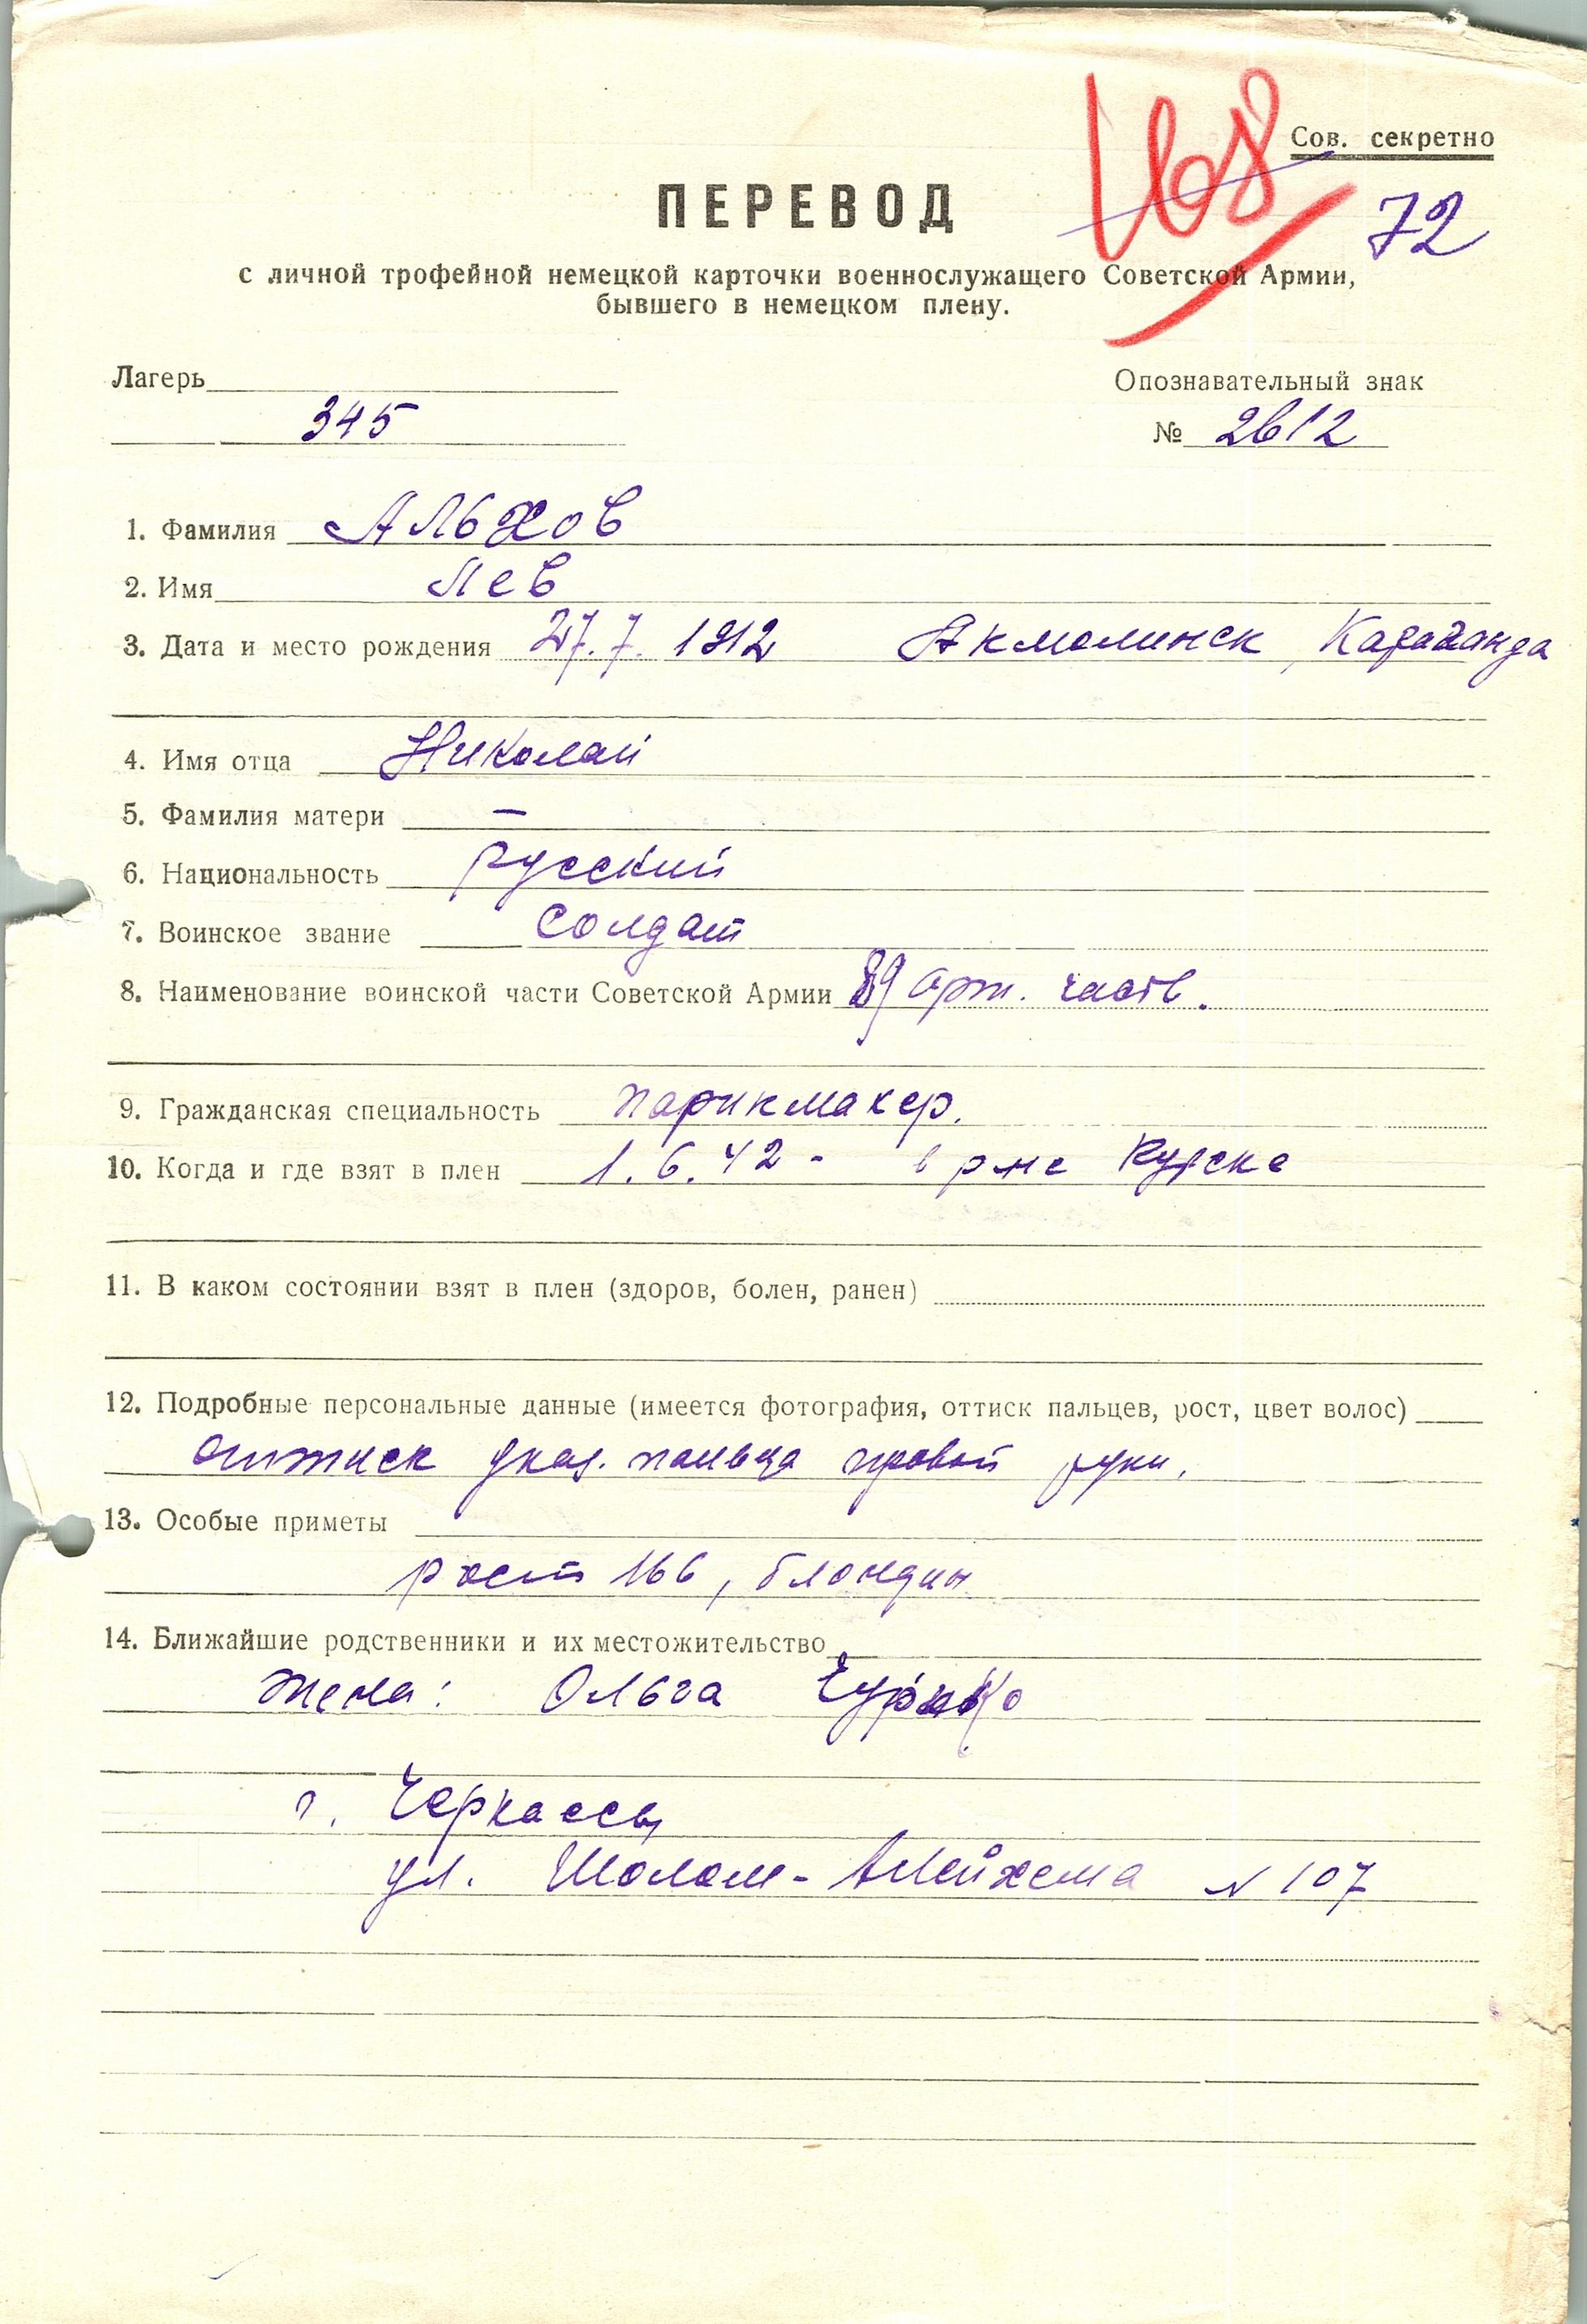 168
Сов. секретно
72
ПЕРЕВОД
с личной трофейной немецкой карточки военнослужащего Советской Армии,
бывшего в немецком плену.
Лагерь
345
Опознавательный знак
№ 2612
1. Фамилия Альхов
2. Имя Лев
3. Дата и место рождения 27.7. 1912 Акмолинск, Караганда
4. Имя отца Николай
5. Фамилия матери —
6. Национальность русский
7. Воинское звание солдат
8. Наименование воинской части Советской Армии 89 арт. часть.
9. Гражданская специальность парикмахер.
10. Когда и где взят в плен 1.6.42 - в р-не Курска
11. В каком состоянии взят в плен (здоров, болен, ранен)
12. Подробные персональные данные (имеется фотография, оттиск пальцев, рост, цвет волос)
оттиск указ. пальца правой руки.
13. Особые приметы
рост 166, блондин
14. Ближайшие родственники и их местожительство
жена: Ольга
г. Черкассы
ул. Шолом-Алейхема N 107